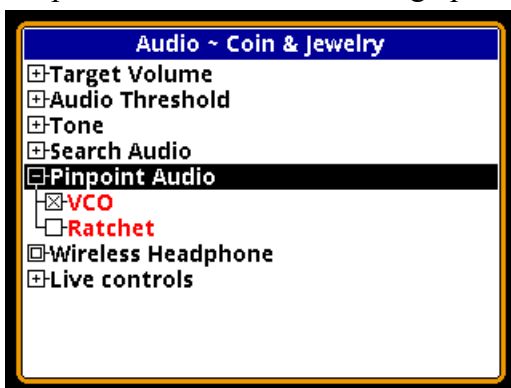 Audio ~ Coin & Jewelry
Target Volume
Audio Threshold
Tone
Search Audio
Pinpoint Audio
VCO
Ratchet
Wireless Headphone
Live controls